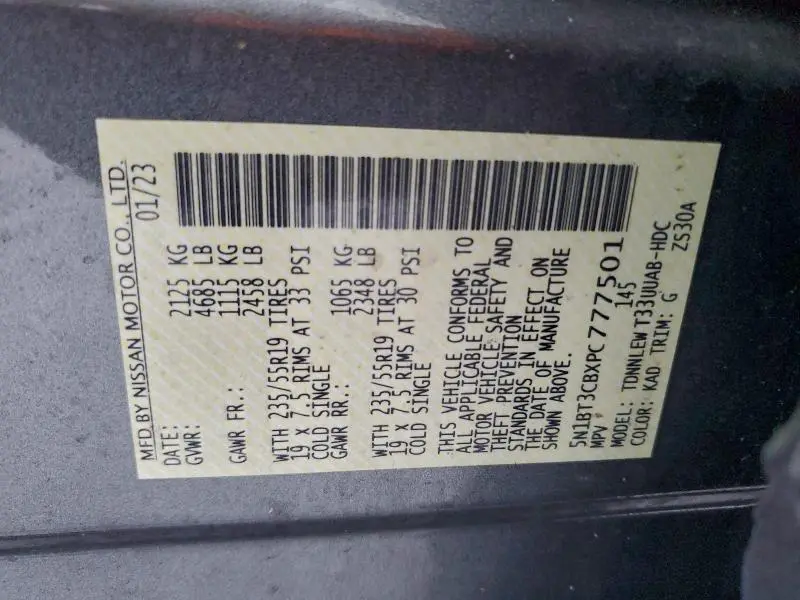 MFD.BY NISSAN MOTOR CO., LTD.
DATE: 01/23
GVWR: 2125 KG
4685 LB
GAWR FR.: 1115 KG
2458 LB
WITH 235/55R19 TIRES
19 X 7.5 RIMS AT 33 PSI
COLD SINGLE
GAWR RR.: 1065 KG
2348 LB
WITH 235/55R19 TIRES
19 X 7.5 RIMS AT 30 PSI
COLD SINGLE
THIS VEHICLE CONFORMS TO
ALL APPLICABLE FEDERAL
MOTOR VEHICLE SAFETY AND
THEFT PREVENTION
STANDARDS IN EFFECT ON
THE DATE OF MANUFACTURE
SHOWN ABOVE.
5N1BT3CBXPC777501
MPV 145
MODEL: TDNNLEWT33UUAB-HDC
COLOR: KAD TRIM: G ZS30A